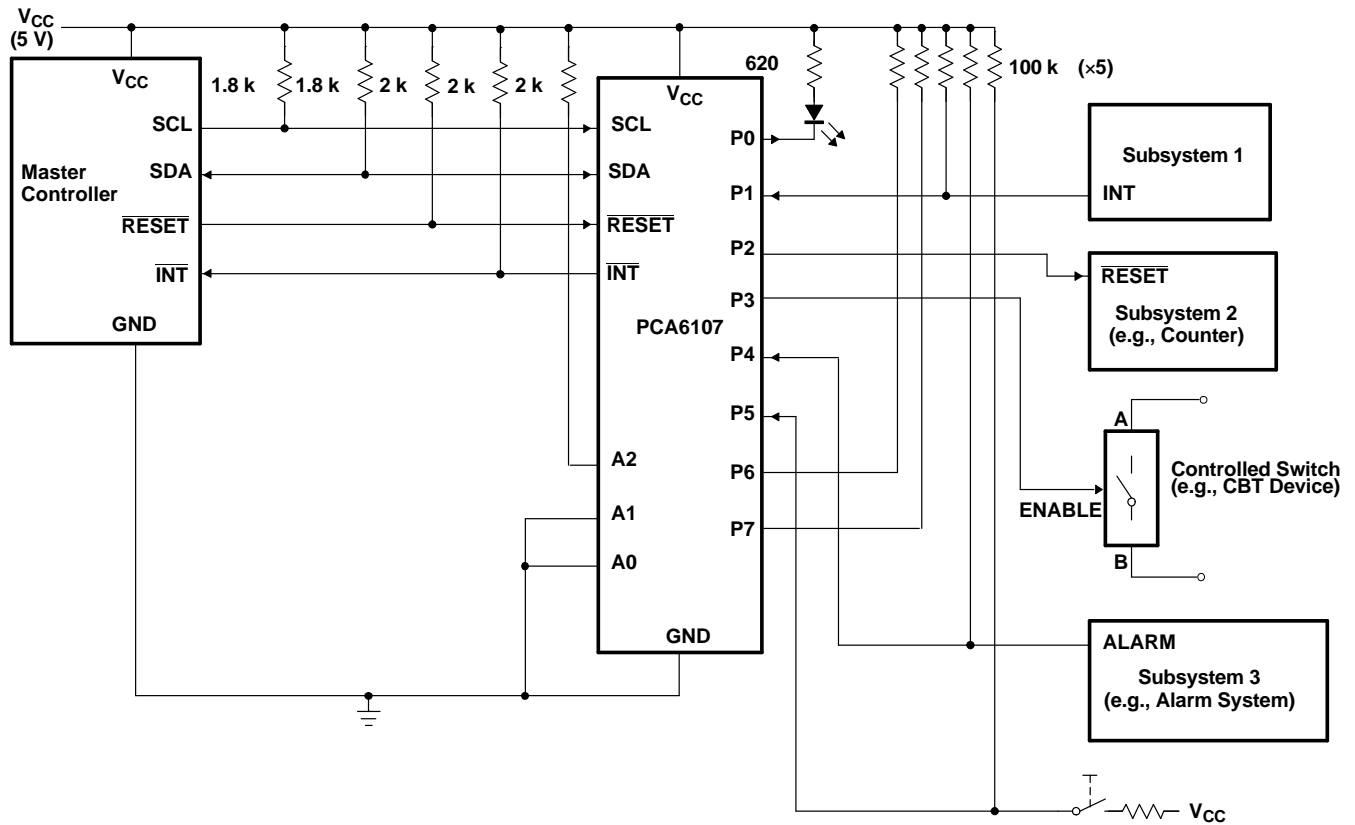 VCC
(5 V)
VCC
1.8 k
1.8 k
2 k
2 k
2 k
620
100 k (×5)
Master
Controller
SCL
SDA
RESET
INT
GND
VCC
SCL
SDA
RESET
INT
PCA6107
A2
A1
A0
GND
P0
P1
P2
P3
P4
P5
P6
P7
Subsystem 1
INT
RESET
Subsystem 2
(e.g., Counter)
A
Controlled Switch
(e.g., CBT Device)
ENABLE
B
ALARM
Subsystem 3
(e.g., Alarm System)
VCC